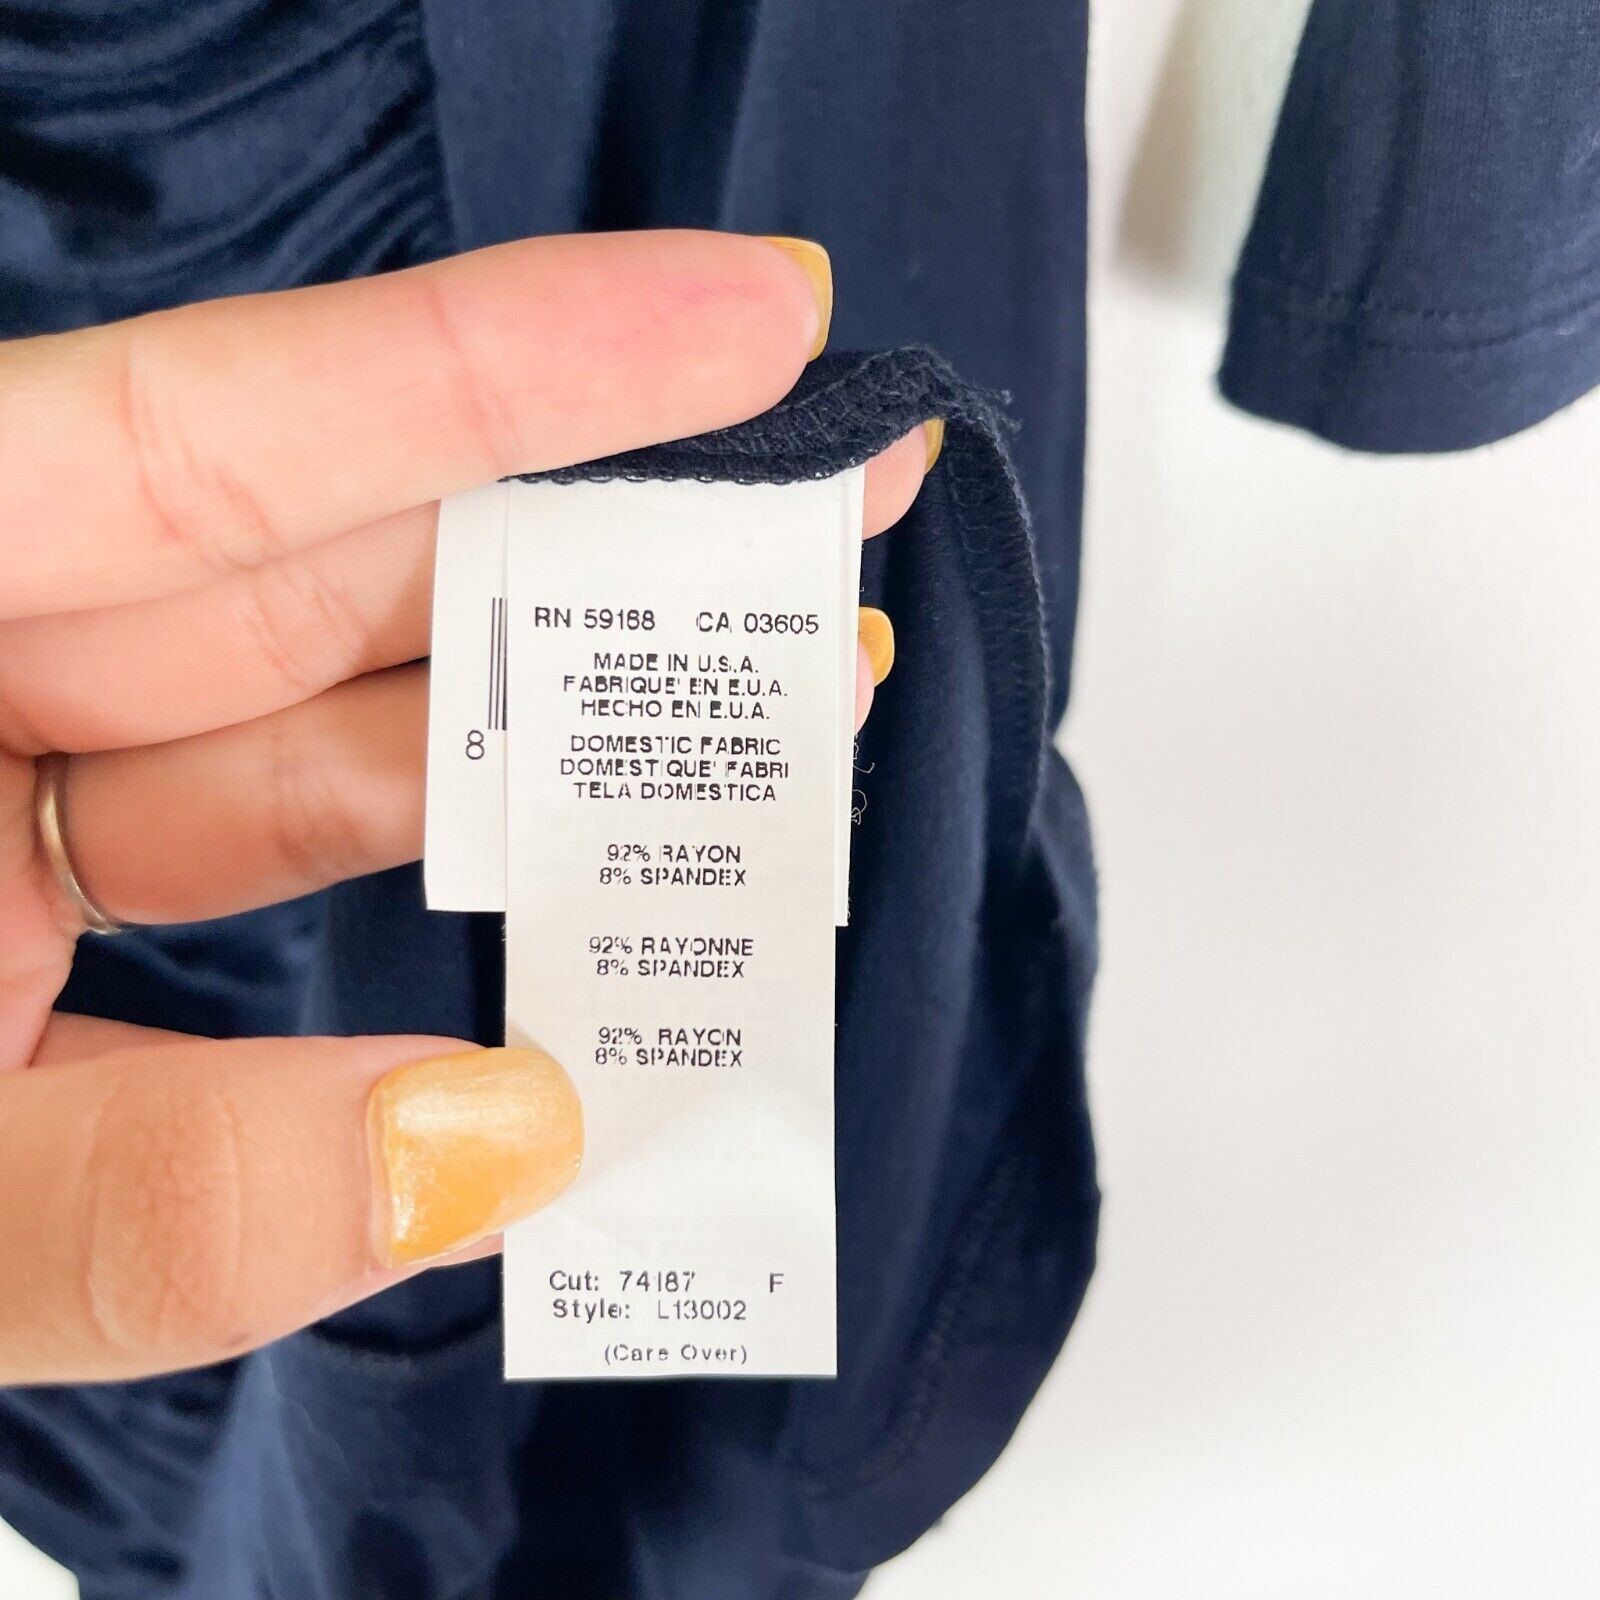 RN 59168 CA 03605
MADE IN U.S.A.
FABRIQUE' EN E.U.A.
HECHO EN E.U.A.
DOMESTIC FABRIC
DOMESTIQUE' FABRI
TELA DOMESTICA
92% RAYON
8% SPANDEX
92% RAYONNE
8% SPANDEX
92% RAYON
8% SPANDEX
Cut: 74187 F
Style: L13002
(Care Over)
8